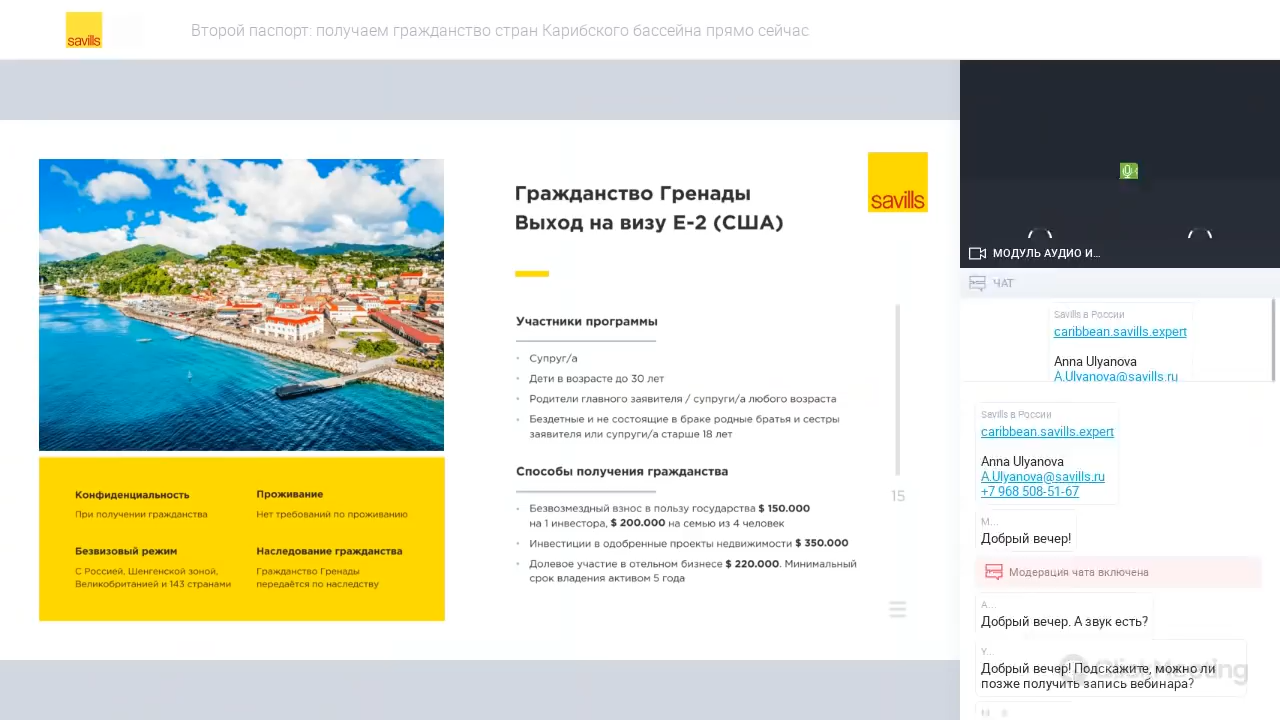 savills
Второй паспорт: получаем гражданство стран Карибского бассейна прямо сейчас
savills
Гражданство Гренады
Выход на визу Е-2 (США)
Участники программы
• Супруг/а
• Дети в возрасте до 30 лет
• Родители главного заявителя / супруги/а любого возраста
• Бездетные и не состоящие в браке родные братья и сестры
заявителя или супруги/а старше 18 лет
Способы получения гражданства
• Безвозмездный взнос в пользу государства $ 150.000
на 1 инвестора, $ 200.000 на семью из 4 человек
• Инвестиции в одобренные проекты недвижимости $ 350.000
• Долевое участие в отельном бизнесе $ 220.000. Минимальный
срок владения активом 5 года
15
Конфиденциальность
При получении гражданства
Проживание
Нет требований по проживанию
Безвизовый режим
С Россией, Шенгенской зоной,
Великобританией и 143 странами
Наследование гражданства
Гражданство Гренады
передаётся по наследству
МОДУЛЬ АУДИО И...
ЧАТ
Savills в России
caribbean.savills.expert
Anna Ulyanova
A.Ulyanova@savills.ru
Savills в России
caribbean.savills.expert
Anna Ulyanova
A.Ulyanova@savills.ru
+7 968 508-51-67
М...
Добрый вечер!
Модерация чата включена
А...
Добрый вечер. А звук есть?
Y...
Добрый вечер! Подскажите, можно ли
позже получить запись вебинара?
ClickMeeting